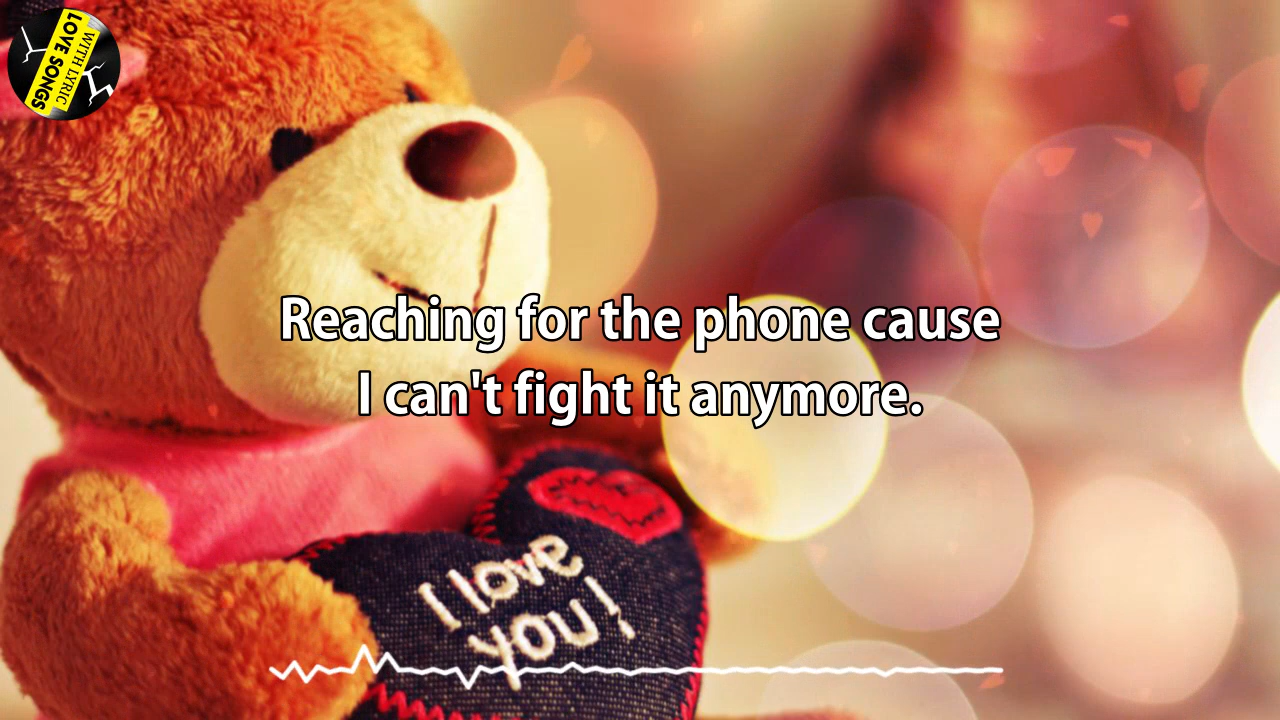 LOVE SONGS
WITH LYRIC
Reaching for the phone cause
I can't fight it anymore.
I love
you !